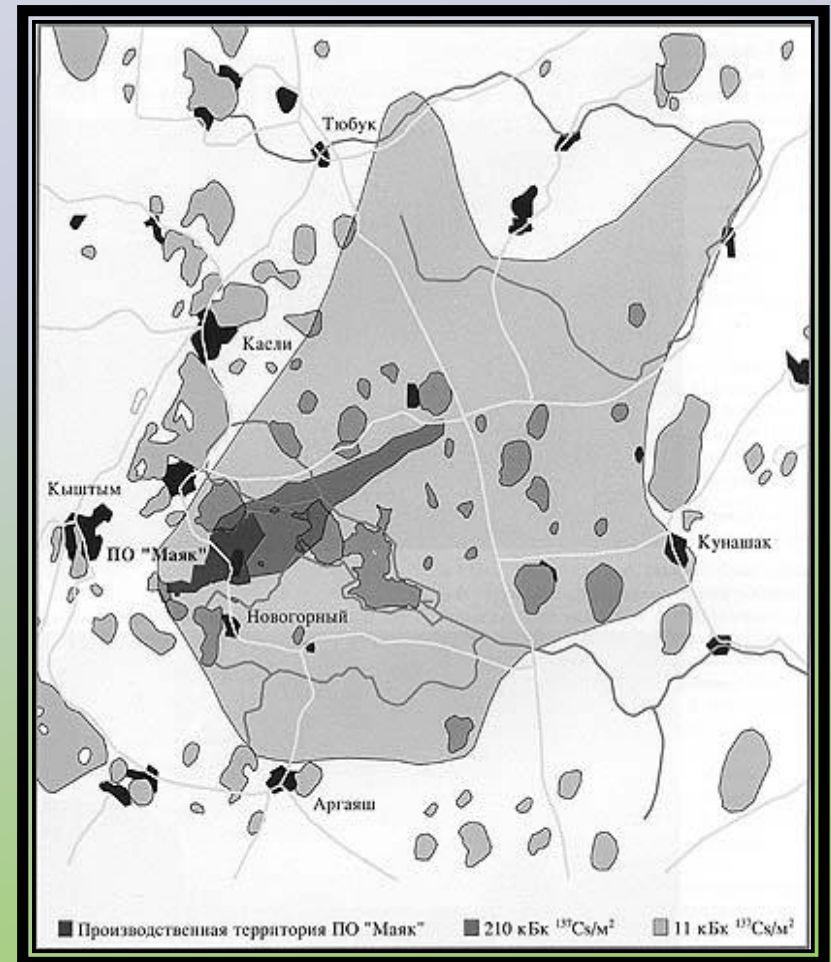 Тюбук
Касли
Кыштым
ПО "Маяк"
Кунашак
Новогорный
Аргаяш
Производственная территория ПО "Маяк" 210 кБк ¹³⁷Cs/м² 11 кБк ¹³⁷Cs/м²